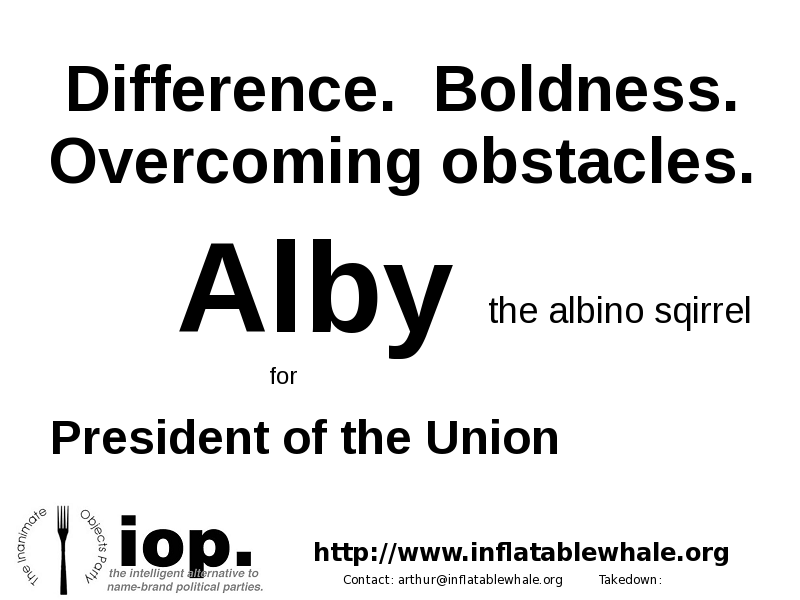 Difference. Boldness.
Overcoming obstacles.
Alby the albino sqirrel
for
President of the Union
The Inanimate Objects Party
iop.
the intelligent alternative to
name-brand political parties.
http://www.inflatablewhale.org
Contact: arthur@inflatablewhale.org Takedown: